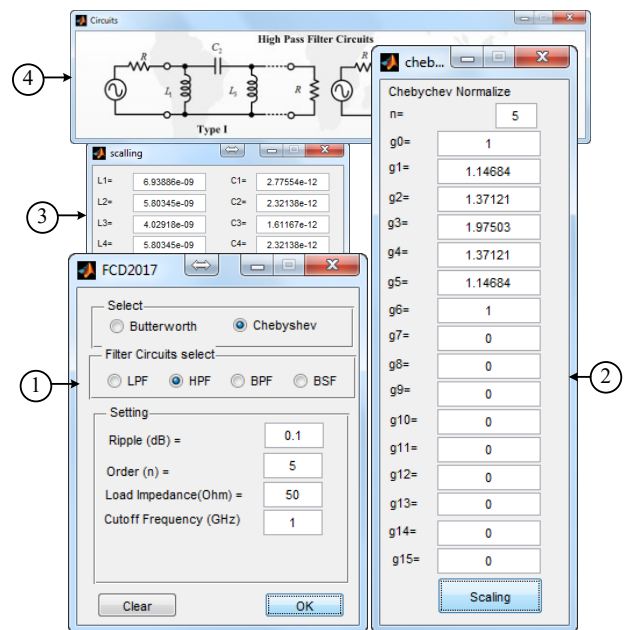 Circuits
High Pass Filter Circuits
R
C2
L1
L3
R
R
Type I
4
scalling
L1= 6.93886e-09 C1= 2.77554e-12
L2= 5.80345e-09 C2= 2.32138e-12
L3= 4.02918e-09 C3= 1.61167e-12
L4= 5.80345e-09 C4= 2.32138e-12
3
FCD2017
Select
Butterworth Chebyshev
Filter Circuits select
LPF HPF BPF BSF
Setting
Ripple (dB) = 0.1
Order (n) = 5
Load Impedance(Ohm) = 50
Cutoff Frequency (GHz) 1
Clear OK
1
cheb...
Chebychev Normalize
n= 5
g0= 1
g1= 1.14684
g2= 1.37121
g3= 1.97503
g4= 1.37121
g5= 1.14684
g6= 1
g7= 0
g8= 0
g9= 0
g10= 0
g11= 0
g12= 0
g13= 0
g14= 0
g15= 0
Scaling
2